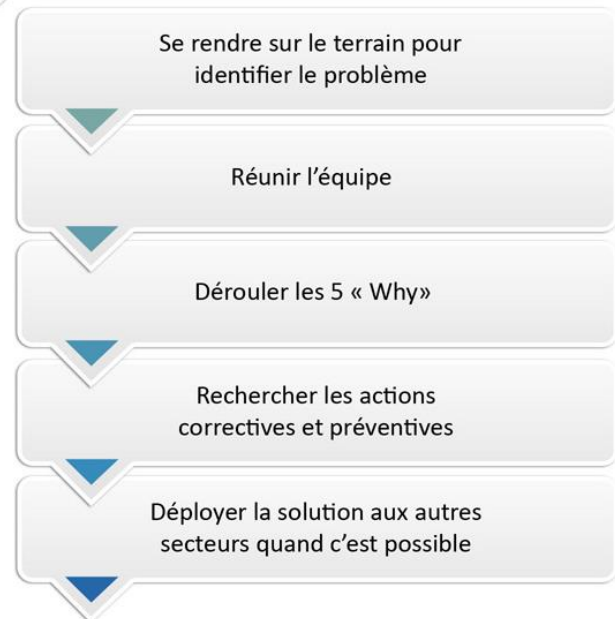 Se rendre sur le terrain pour
identifier le problème
Réunir l’équipe
Dérouler les 5 « Why»
Rechercher les actions
correctives et préventives
Déployer la solution aux autres
secteurs quand c’est possible